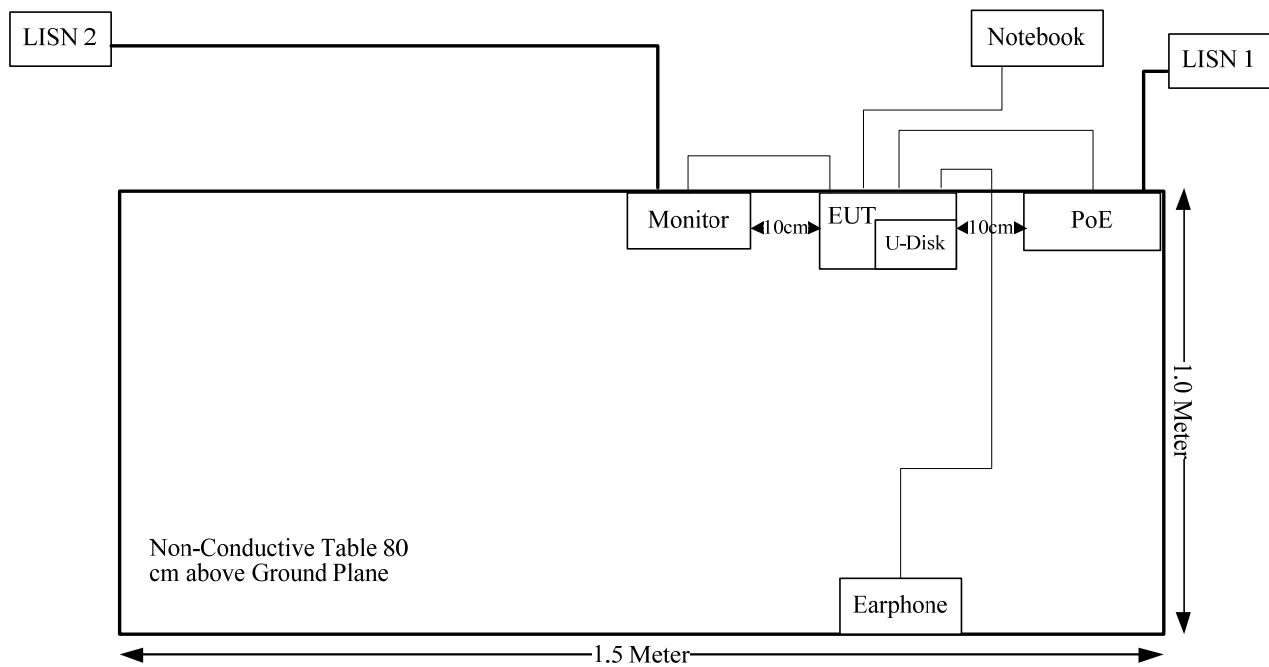 LISN 2
Notebook
LISN 1
Monitor
10cm
EUT
U-Disk
10cm
PoE
1.0 Meter
Non-Conductive Table 80
cm above Ground Plane
Earphone
1.5 Meter